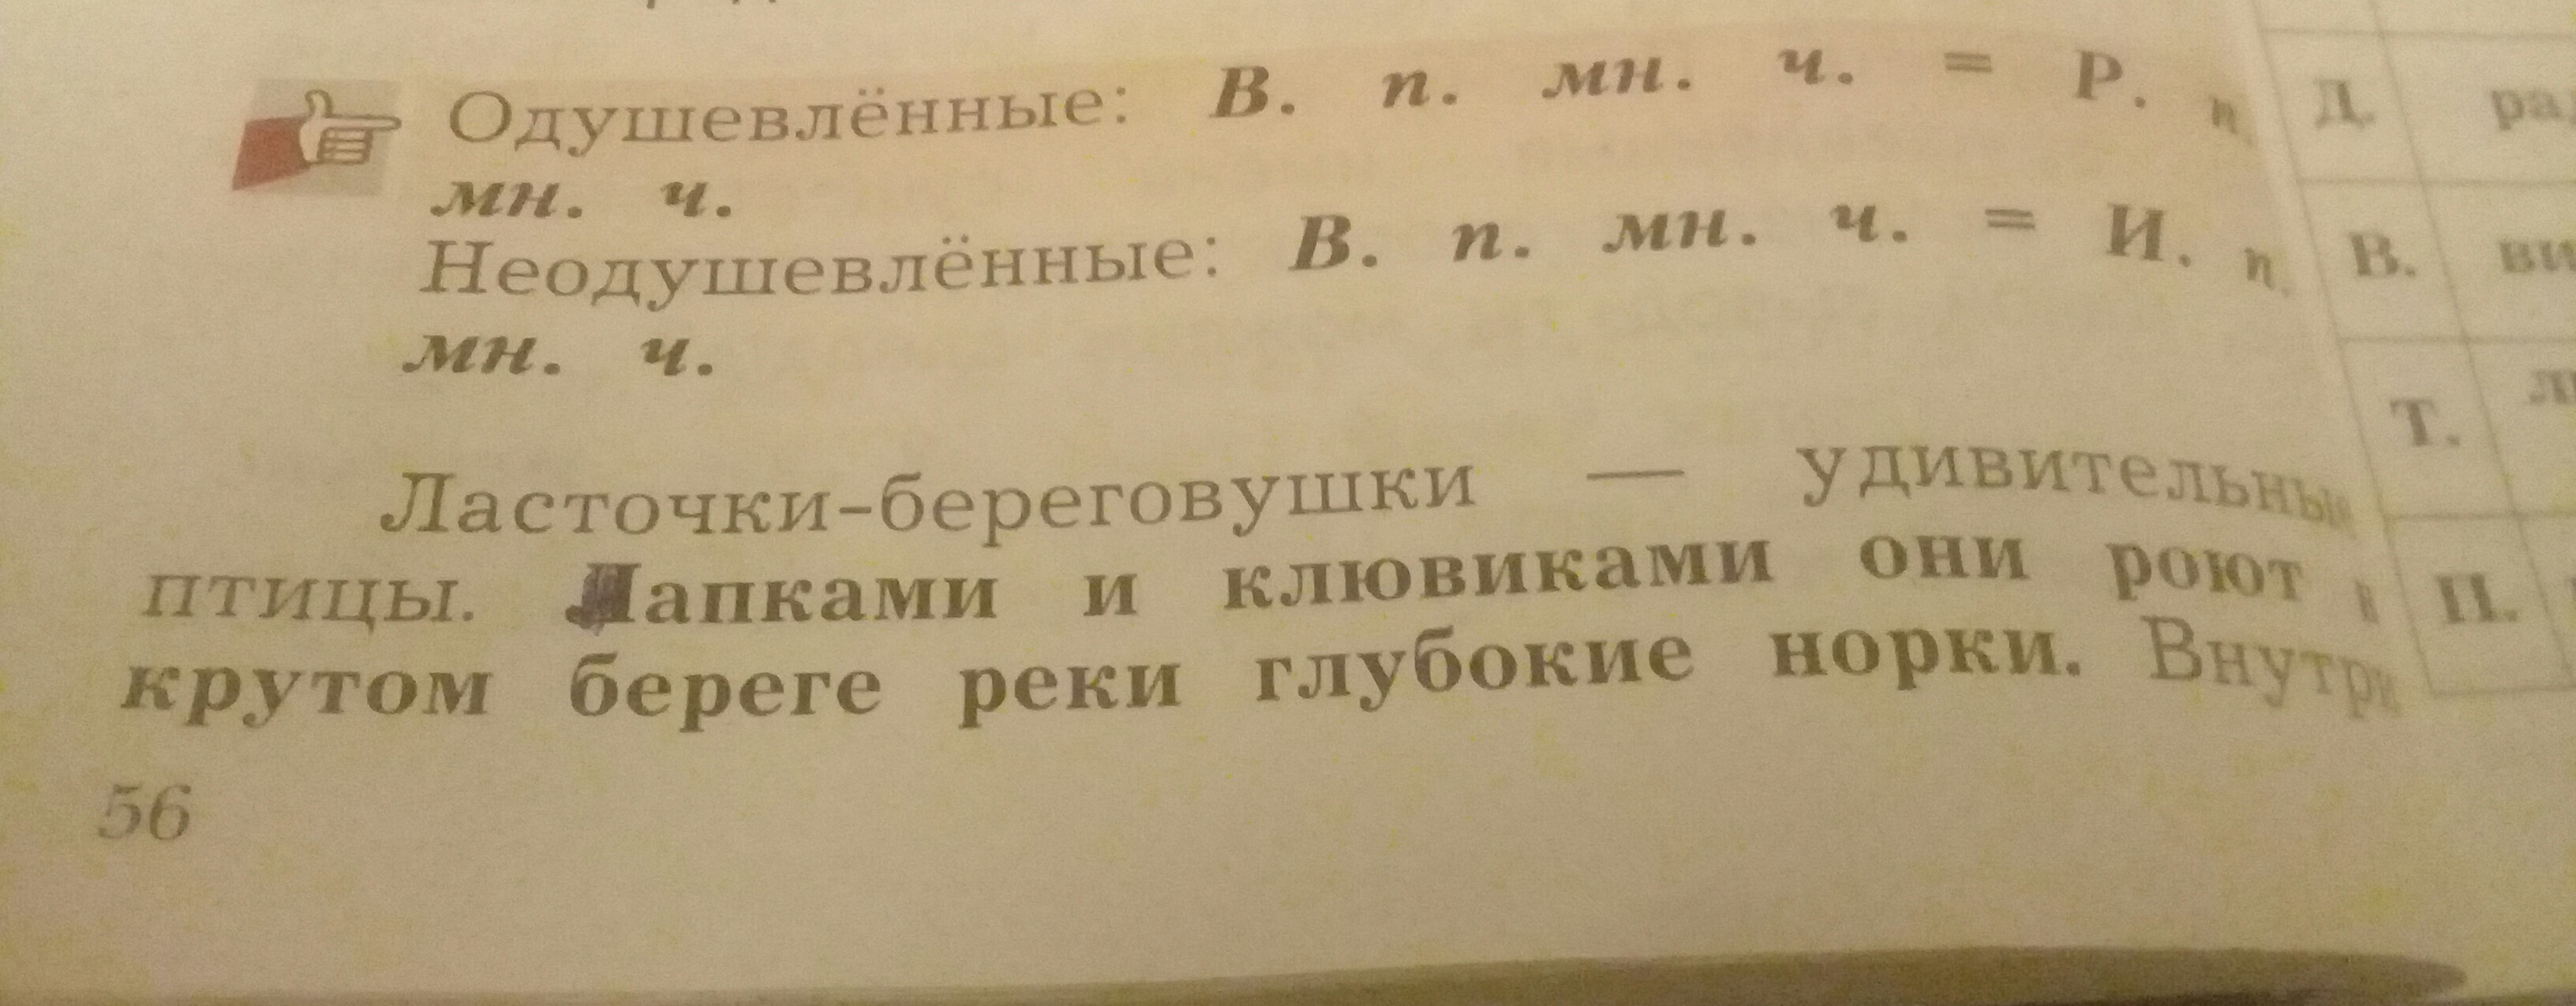 Одушевлённые: В. п. мн. ч. = Р. п.
мн. ч.
Неодушевлённые: В. п. мн. ч. = И. п.
мн. ч.
Ласточки-береговушки — удивительные
птицы. Лапками и клювиками они роют в
крутом береге реки глубокие норки. Внутри
56
Д.
В.
Т.
П.